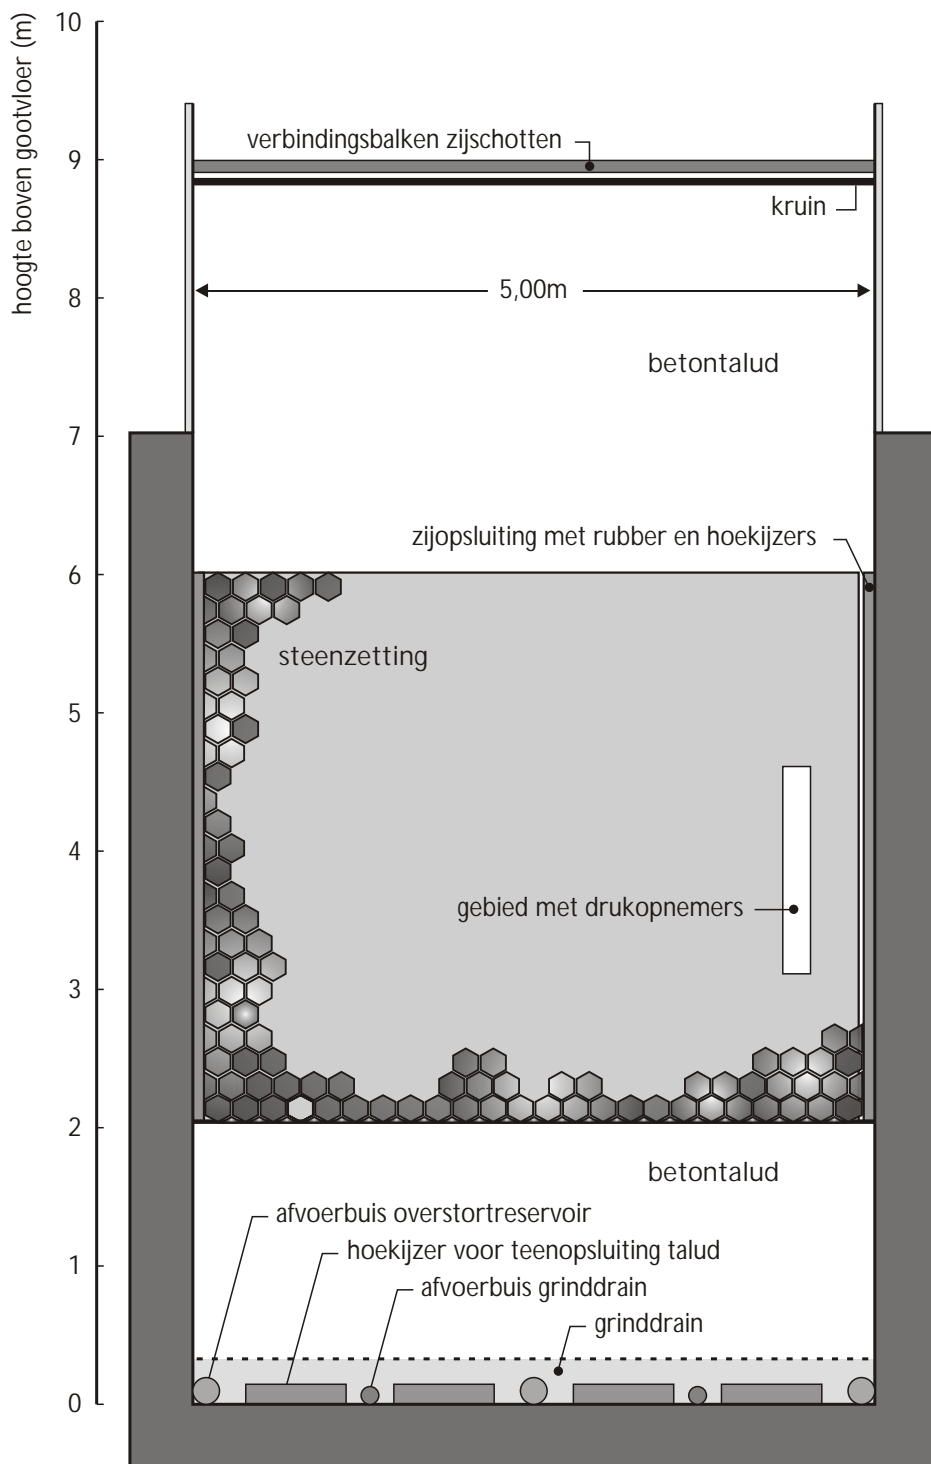 hoogte boven gootvloer (m)
10
9
8
7
6
5
4
3
2
1
0
verbindingsbalken zijschotten
kruin
5,00m
betontalud
zijopsluiting met rubber en hoekijzers
steenzetting
gebied met drukopnemers
betontalud
afvoerbuis overstortreservoir
hoekijzer voor teenopsluiting talud
afvoerbuis grinddrain
grinddrain